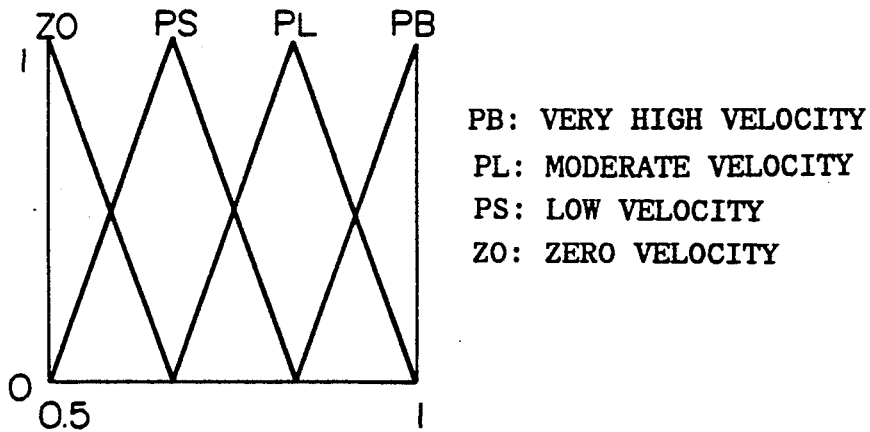 ZO PS PL PB
1
0
0.5 1
PB: VERY HIGH VELOCITY
PL: MODERATE VELOCITY
PS: LOW VELOCITY
ZO: ZERO VELOCITY